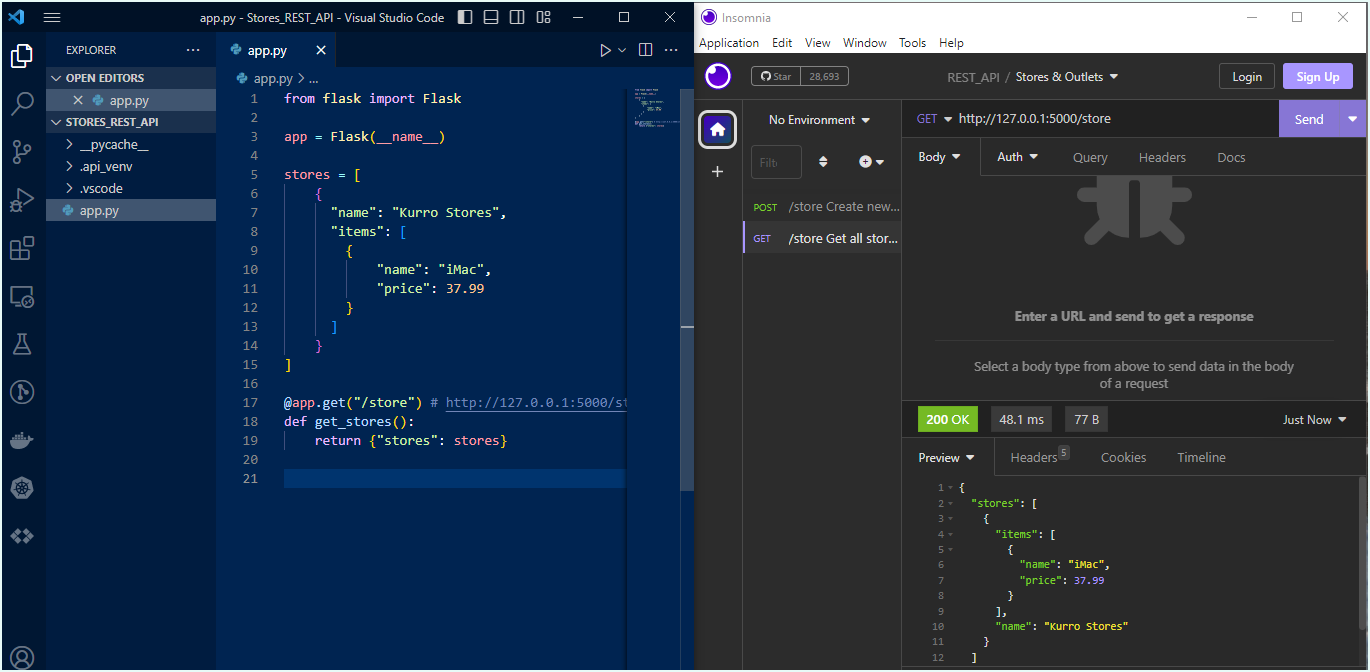 app.py - Stores_REST_API - Visual Studio Code
EXPLORER
OPEN EDITORS
app.py
STORES_REST_API
__pycache__
.api_venv
.vscode
app.py
app.py
app.py > ...
1 from flask import Flask
2
3 app = Flask(__name__)
4
5 stores = [
6 {
7 "name": "Kurro Stores",
8 "items": [
9 {
10 "name": "iMac",
11 "price": 37.99
12 }
13 ]
14 }
15 ]
16
17 @app.get("/store") # http://127.0.0.1:5000/st
18 def get_stores():
19 return {"stores": stores}
20
21
Insomnia
Application Edit View Window Tools Help
Star 28,693
REST_API / Stores & Outlets
Login
Sign Up
No Environment
Filt
POST /store Create new...
GET /store Get all stor...
GET http://127.0.0.1:5000/store
Send
Body Auth Query Headers Docs
Enter a URL and send to get a response
Select a body type from above to send data in the body
of a request
200 OK 48.1 ms 77 B Just Now
Preview Headers 5 Cookies Timeline
1 {
2 "stores": [
3 {
4 "items": [
5 {
6 "name": "iMac",
7 "price": 37.99
8 }
9 ],
10 "name": "Kurro Stores"
11 }
12 ]